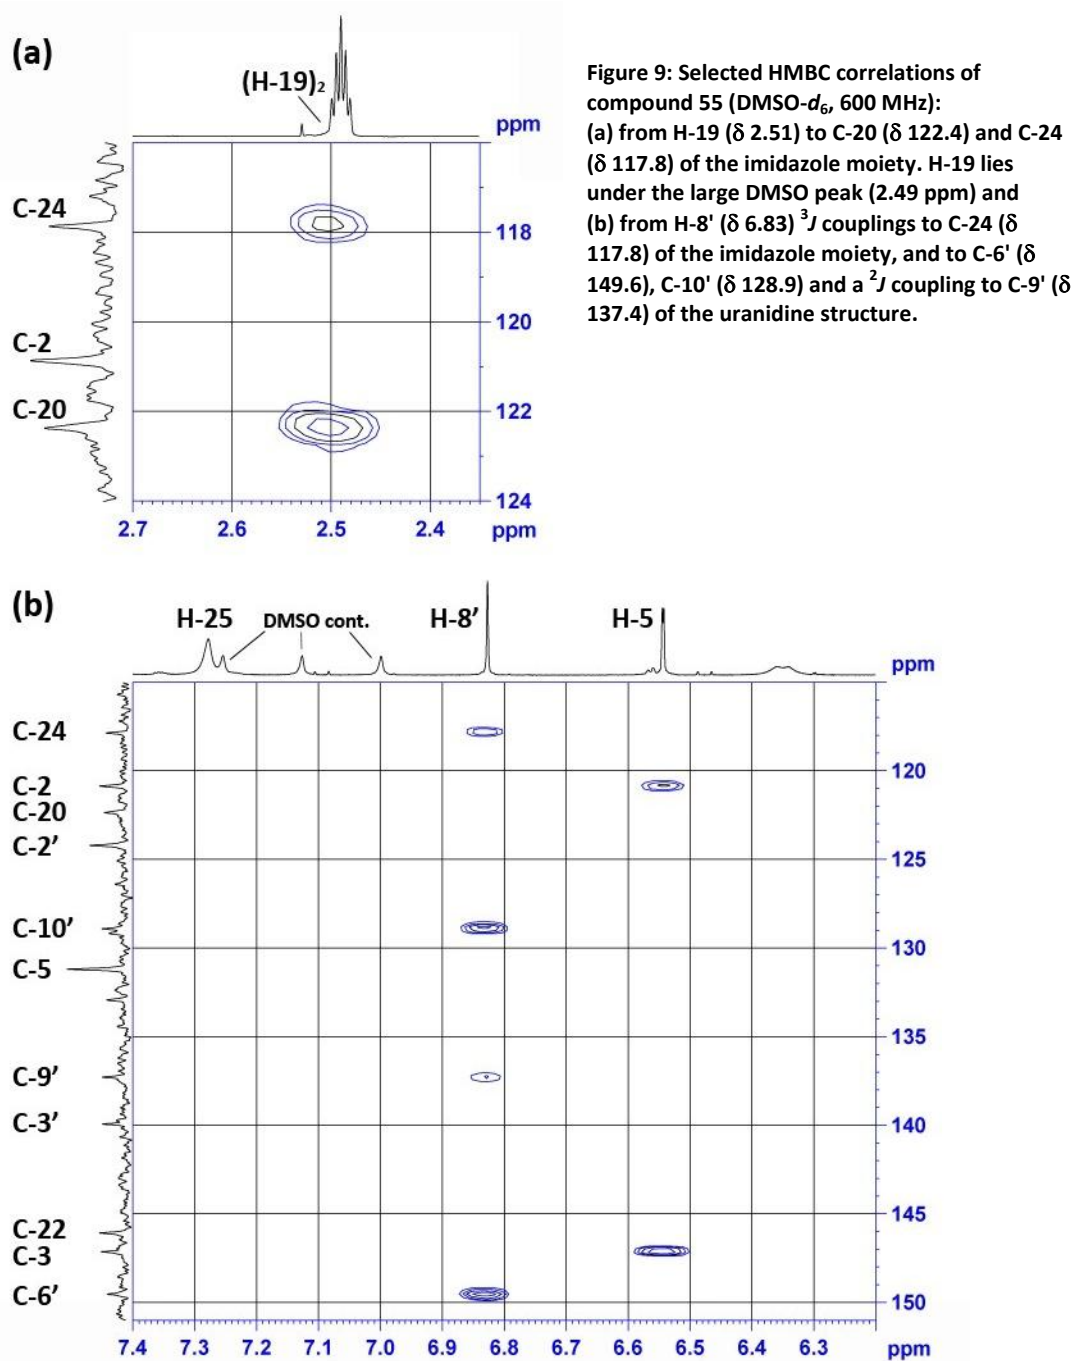 (a)
(H-19)2
ppm
C-24
118
120
C-2
C-20
122
124
2.7 2.6 2.5 2.4 ppm
Figure 9: Selected HMBC correlations of
compound 55 (DMSO-d6, 600 MHz):
(a) from H-19 (δ 2.51) to C-20 (δ 122.4) and C-24
(δ 117.8) of the imidazole moiety. H-19 lies
under the large DMSO peak (2.49 ppm) and
(b) from H-8' (δ 6.83) 3J couplings to C-24 (δ
117.8) of the imidazole moiety, and to C-6' (δ
149.6), C-10' (δ 128.9) and a 2J coupling to C-9' (δ
137.4) of the uranidine structure.
(b)
H-25 DMSO cont. H-8’ H-5
ppm
C-24
C-2
120
C-20
C-2’
125
C-10’
130
C-5
135
C-9’
C-3’
140
145
C-22
C-3
C-6’
150
7.4 7.3 7.2 7.1 7.0 6.9 6.8 6.7 6.6 6.5 6.4 6.3 ppm